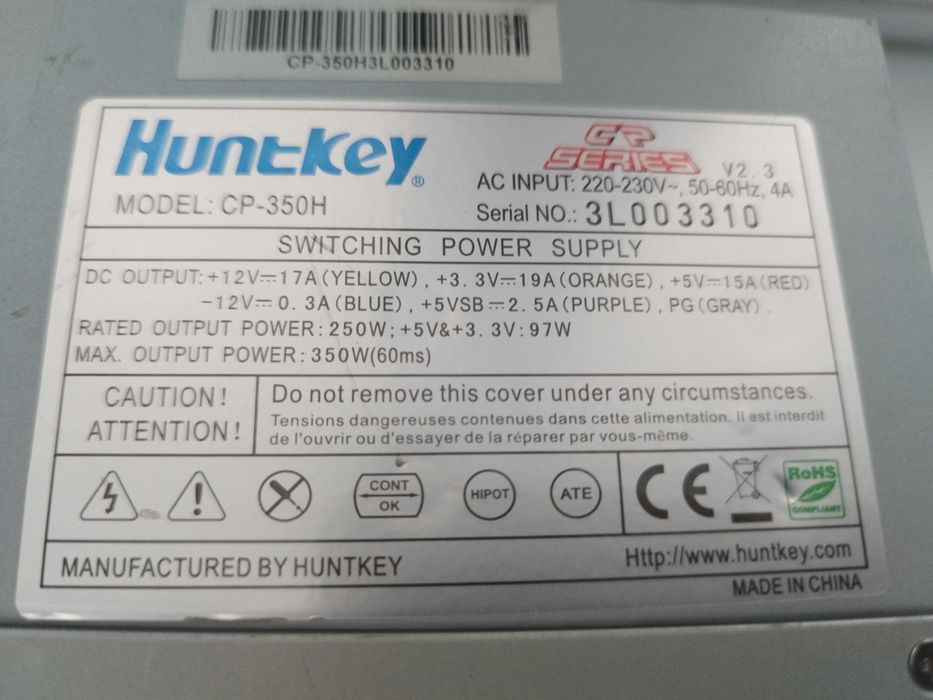 CP-350H3L003310
Huntkey®
CP
SERIES
V2.3
MODEL: CP-350H
AC INPUT: 220-230V~, 50-60Hz, 4A
Serial NO.: 3L003310
SWITCHING POWER SUPPLY
DC OUTPUT: +12V⎓17A(YELLOW), +3.3V⎓19A(ORANGE), +5V⎓15A(RED)
-12V⎓0.3A(BLUE), +5VSB⎓2.5A(PURPLE), PG(GRAY).
RATED OUTPUT POWER: 250W; +5V&+3.3V: 97W
MAX. OUTPUT POWER: 350W(60ms)
CAUTION!
ATTENTION!
Do not remove this cover under any circumstances.
Tensions dangereuses contenues dans cette alimentation. Il est interdit
de l'ouvrir ou d'essayer de la réparer par vous-même.
CONT
OK
HIPOT
ATE
CE
RoHS
COMPLIANT
MANUFACTURED BY HUNTKEY
Http://www.huntkey.com
MADE IN CHINA